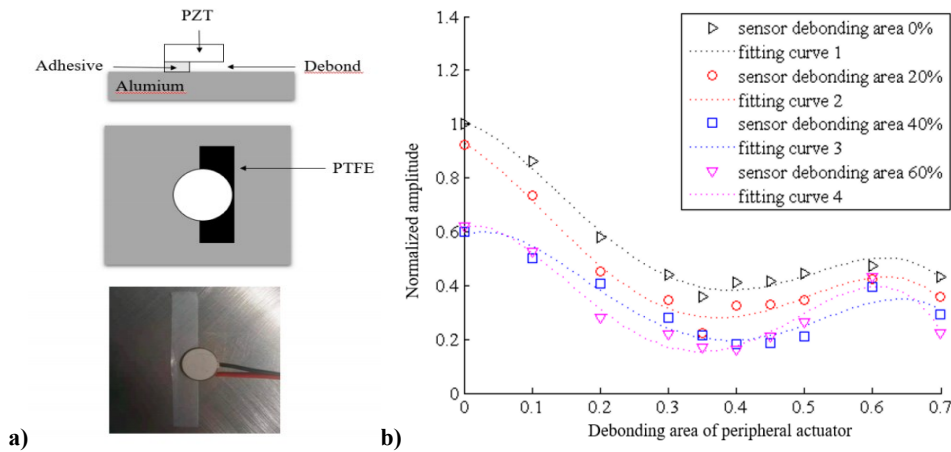 PZT
Adhesive
Debond
Alumium
PTFE
a)
1.4
1.2
1
0.8
0.6
0.4
0.2
0
Normalized amplitude
0
0.1
0.2
0.3
0.4
0.5
0.6
0.7
Debonding area of peripheral actuator
sensor debonding area 0%
fitting curve 1
sensor debonding area 20%
fitting curve 2
sensor debonding area 40%
fitting curve 3
sensor debonding area 60%
fitting curve 4
b)